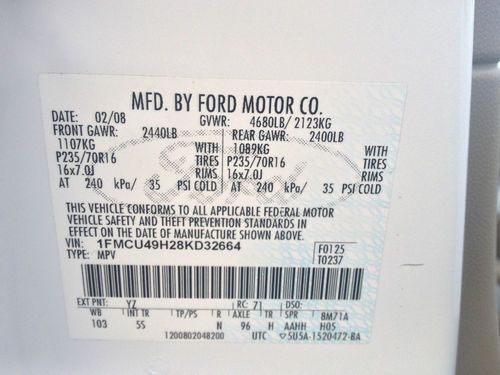 MFD. BY FORD MOTOR CO.
DATE: 02/08 GVWR: 4680LB/ 2123KG
FRONT GAWR: 2440LB REAR GAWR: 2400LB
1107KG WITH 1089KG WITH
P235/70R16 TIRES P235/70R16 TIRES
16x7.0J RIMS 16x7.0J RIMS
AT 240 kPa/ 35 PSI COLD AT 240 kPa/ 35 PSI COLD
Ford
THIS VEHICLE CONFORMS TO ALL APPLICABLE FEDERAL MOTOR
VEHICLE SAFETY AND THEFT PREVENTION STANDARDS IN
EFFECT ON THE DATE OF MANUFACTURE SHOWN ABOVE.
VIN: 1FMCU49H28KD32664 F0125
TYPE: MPV T0237
EXT PNT: YZ RC: 71 DSO:
WB INT TR TP/PS R AXLE TR SPR 8M71A
103 5S N 96 H AAHH H05
1200802048200 UTC 5U5A-1520472-BA